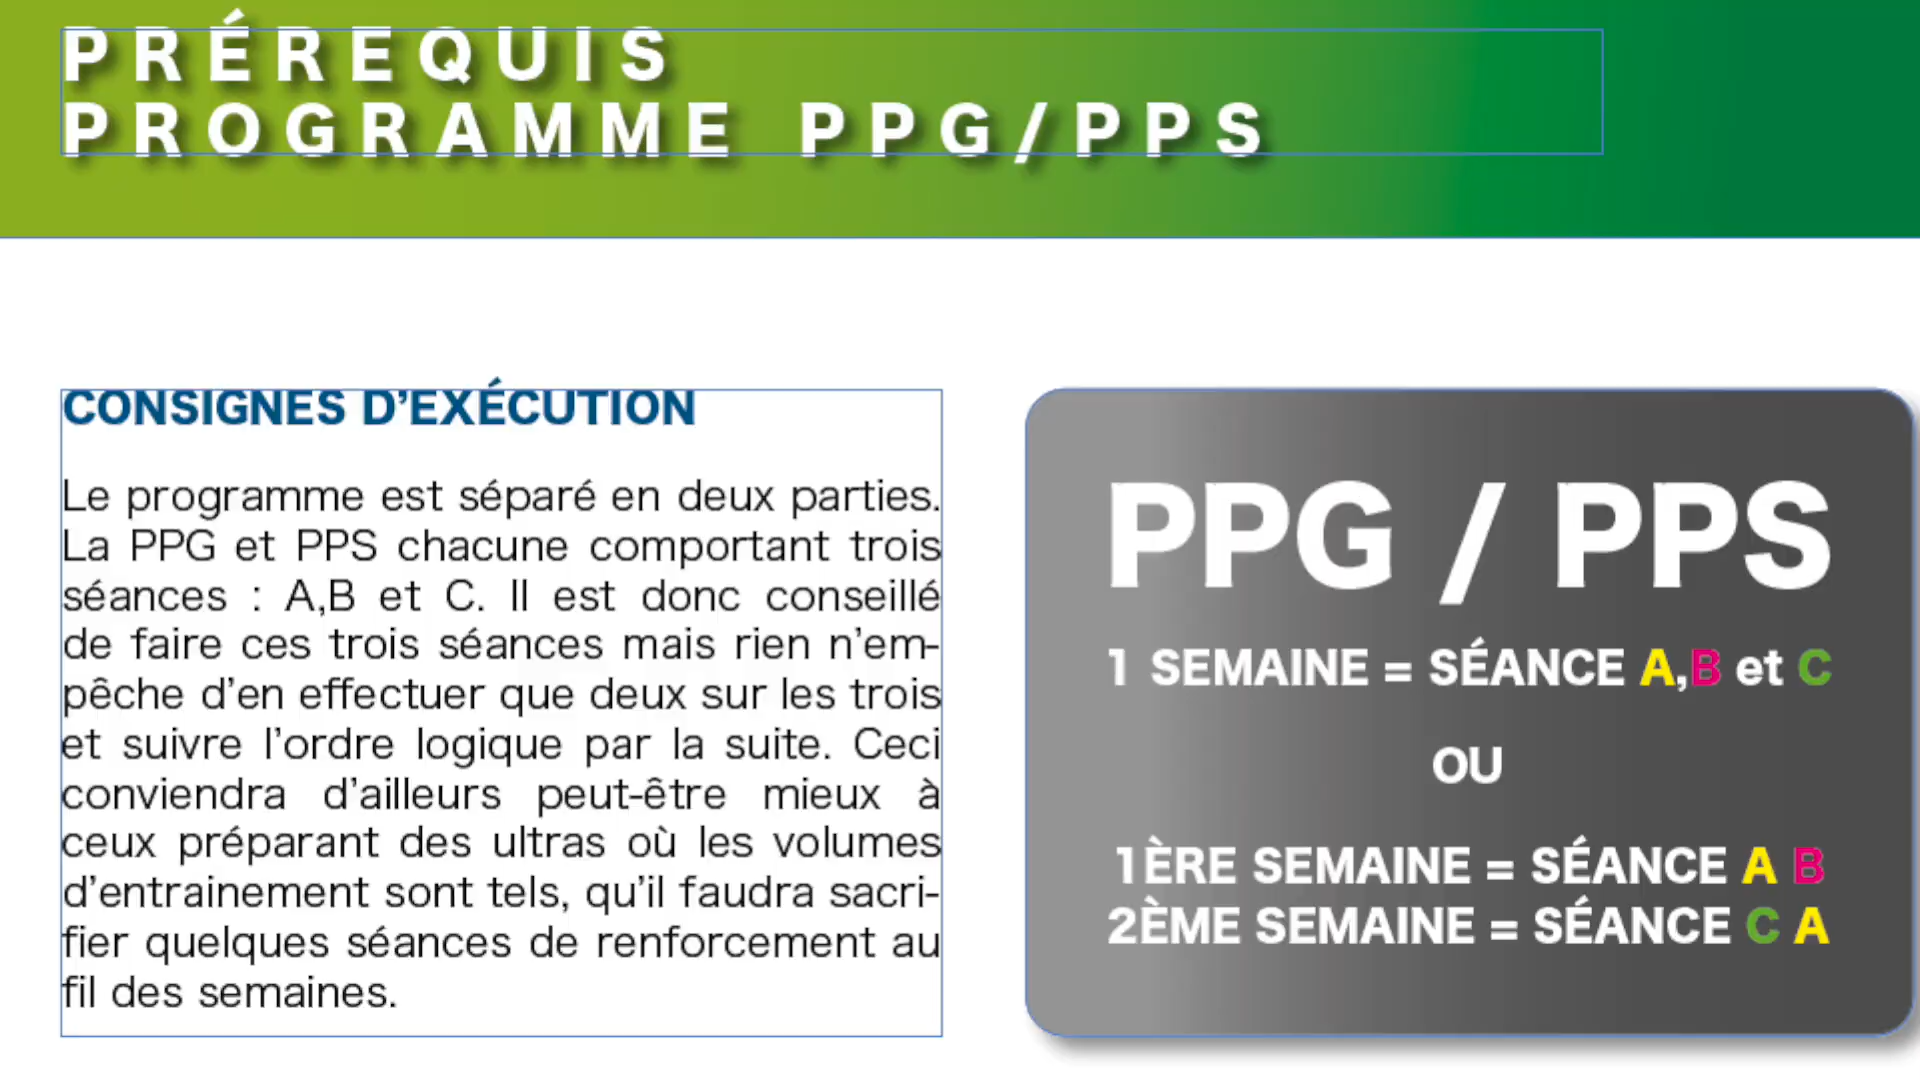 PRÉREQUIS
PROGRAMME PPG/PPS
CONSIGNES D’EXÉCUTION
Le programme est séparé en deux parties.
La PPG et PPS chacune comportant trois
séances : A,B et C. Il est donc conseillé
de faire ces trois séances mais rien n’em-
pêche d’en effectuer que deux sur les trois
et suivre l’ordre logique par la suite. Ceci
conviendra d’ailleurs peut-être mieux à
ceux préparant des ultras où les volumes
d’entrainement sont tels, qu’il faudra sacri-
fier quelques séances de renforcement au
fil des semaines.
PPG / PPS
1 SEMAINE = SÉANCE A,B et C
OU
1ÈRE SEMAINE = SÉANCE A B
2ÈME SEMAINE = SÉANCE C A